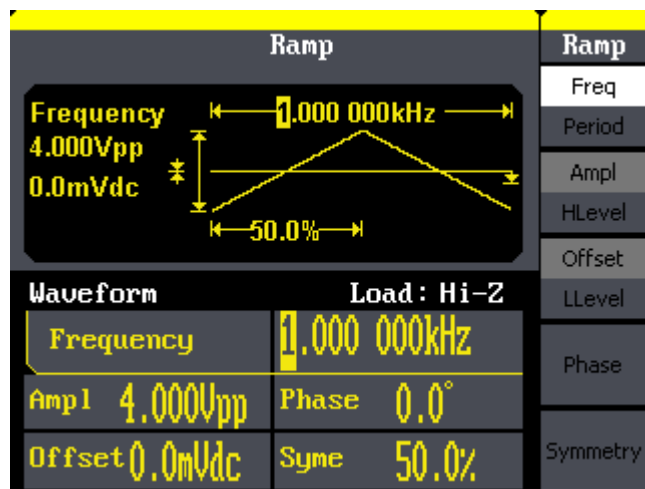 Ramp
Frequency
1.000 000kHz
4.000Vpp
0.0mVdc
50.0%
Waveform
Load: Hi-Z
Frequency
1.000 000kHz
Ampl 4.000Vpp
Phase 0.0°
Offset 0.0mVdc
Syme 50.0%
Ramp
Freq
Period
Ampl
HLevel
Offset
LLevel
Phase
Symmetry